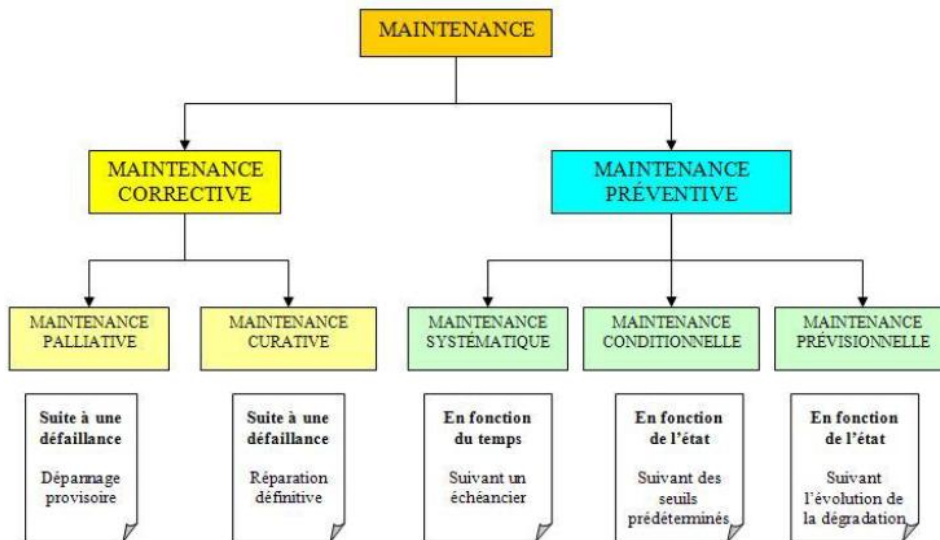 MAINTENANCE
MAINTENANCE
CORRECTIVE
MAINTENANCE
PRÉVENTIVE
MAINTENANCE
PALLIATIVE
MAINTENANCE
CURATIVE
MAINTENANCE
SYSTÉMATIQUE
MAINTENANCE
CONDITIONNELLE
MAINTENANCE
PRÉVISIONNELLE
Suite à une
défaillance
Dépannage
provisoire
Suite à une
défaillance
Réparation
définitive
En fonction
du temps
Suivant un
échéancier
En fonction
de l'état
Suivant des
seuils
prédéterminés
En fonction
de l'état
Suivant
l'évolution de
la dégradation